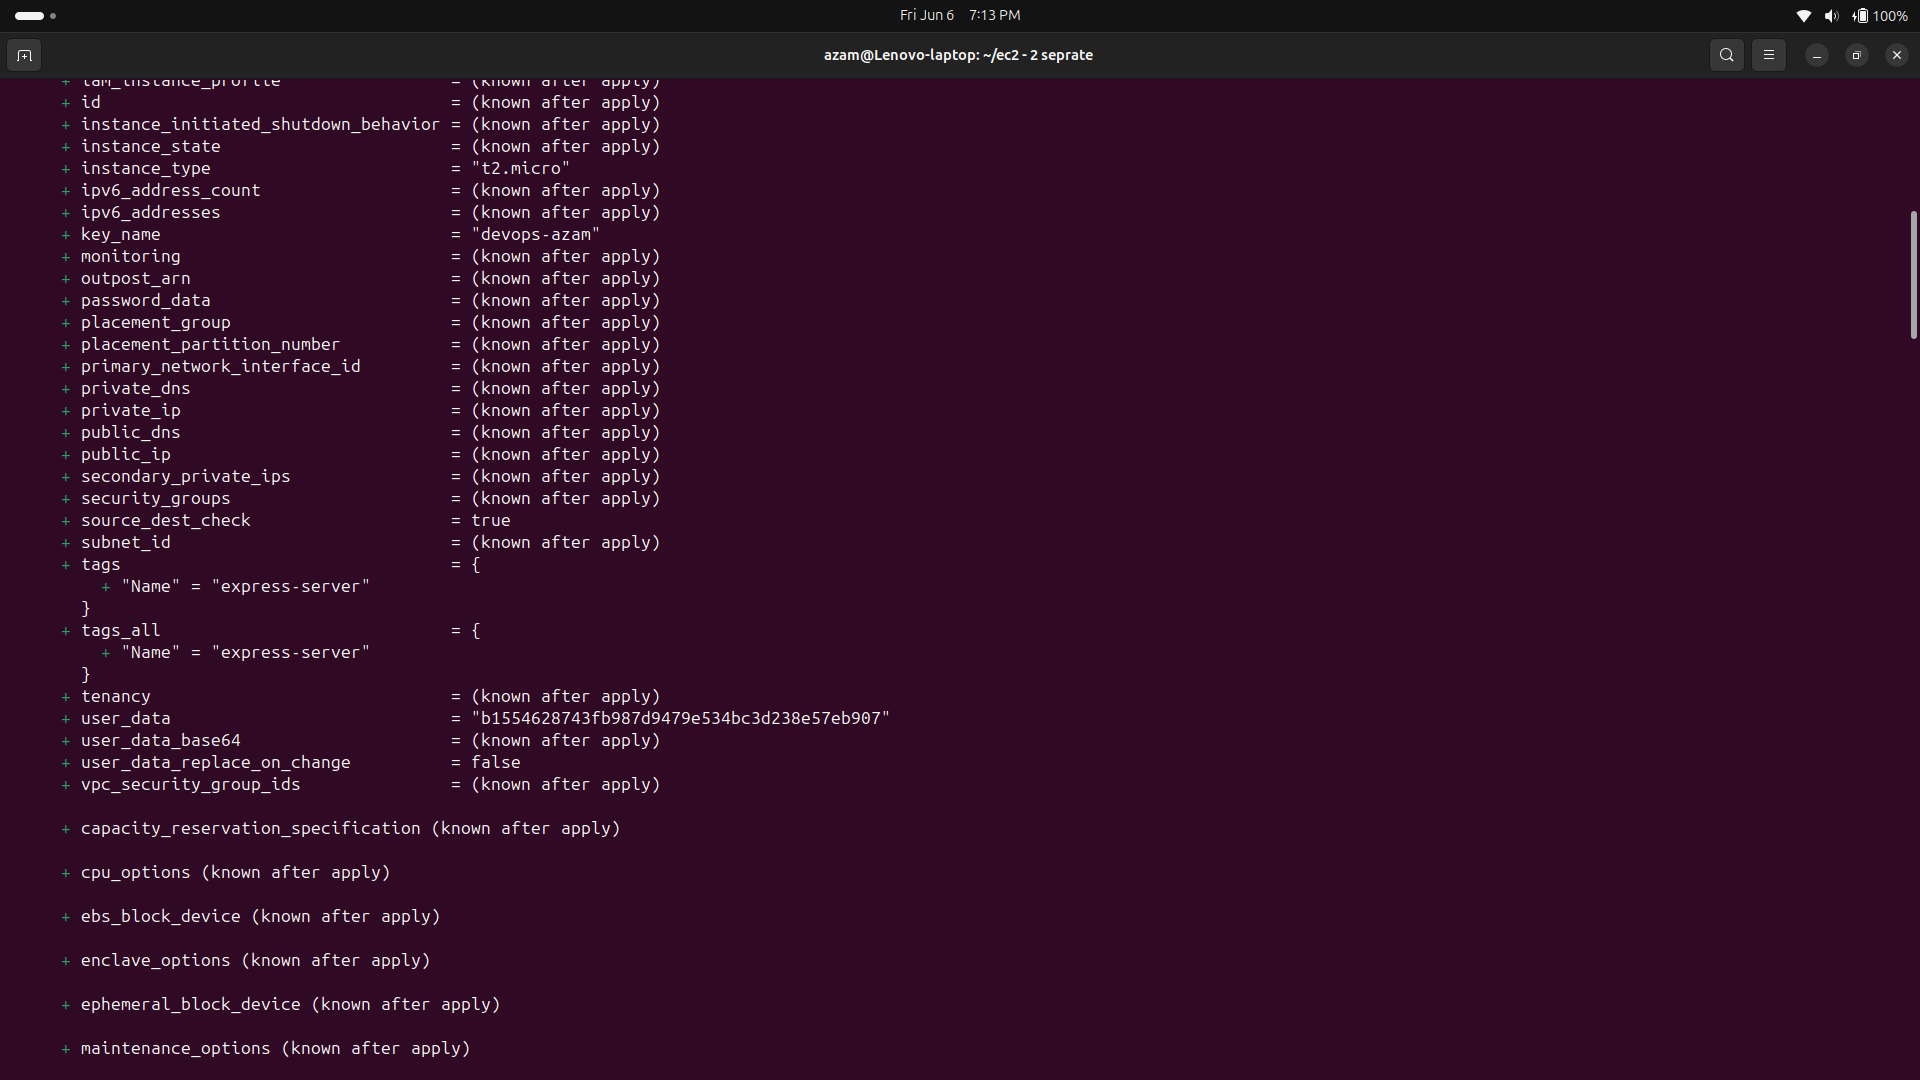 Fri Jun 6 7:13 PM
100%
azam@Lenovo-laptop: ~/ec2 - 2 seprate
+ iam_instance_profile = (known after apply)
+ id = (known after apply)
+ instance_initiated_shutdown_behavior = (known after apply)
+ instance_state = (known after apply)
+ instance_type = "t2.micro"
+ ipv6_address_count = (known after apply)
+ ipv6_addresses = (known after apply)
+ key_name = "devops-azam"
+ monitoring = (known after apply)
+ outpost_arn = (known after apply)
+ password_data = (known after apply)
+ placement_group = (known after apply)
+ placement_partition_number = (known after apply)
+ primary_network_interface_id = (known after apply)
+ private_dns = (known after apply)
+ private_ip = (known after apply)
+ public_dns = (known after apply)
+ public_ip = (known after apply)
+ secondary_private_ips = (known after apply)
+ security_groups = (known after apply)
+ source_dest_check = true
+ subnet_id = (known after apply)
+ tags = {
+ "Name" = "express-server"
}
+ tags_all = {
+ "Name" = "express-server"
}
+ tenancy = (known after apply)
+ user_data = "b1554628743fb987d9479e534bc3d238e57eb907"
+ user_data_base64 = (known after apply)
+ user_data_replace_on_change = false
+ vpc_security_group_ids = (known after apply)
+ capacity_reservation_specification (known after apply)
+ cpu_options (known after apply)
+ ebs_block_device (known after apply)
+ enclave_options (known after apply)
+ ephemeral_block_device (known after apply)
+ maintenance_options (known after apply)